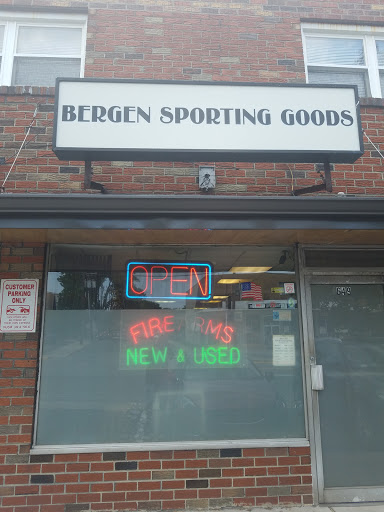 BERGEN SPORTING GOODS
OPEN
FIREARMS
NEW & USED
CUSTOMER
PARKING
ONLY